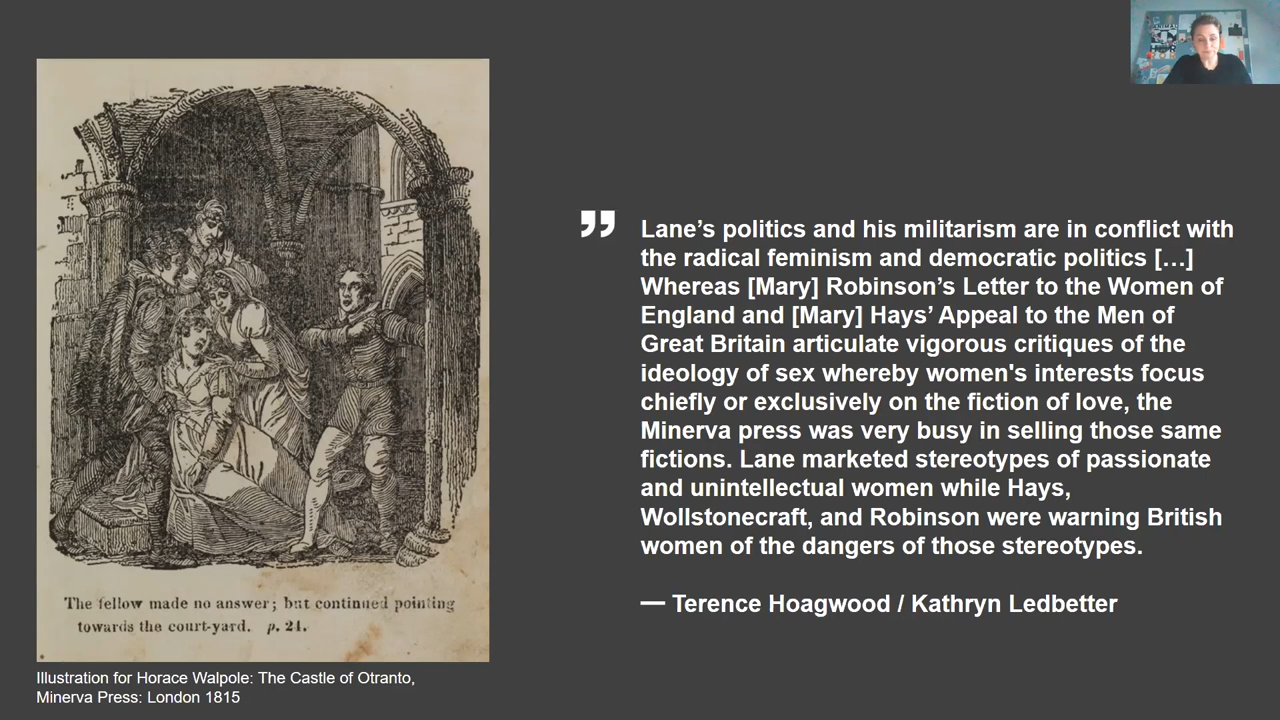 The fellow made no answer; but continued pointing
towards the court-yard. p. 21.
Illustration for Horace Walpole: The Castle of Otranto,
Minerva Press: London 1815
”
Lane’s politics and his militarism are in conflict with
the radical feminism and democratic politics […]
Whereas [Mary] Robinson’s Letter to the Women of
England and [Mary] Hays’ Appeal to the Men of
Great Britain articulate vigorous critiques of the
ideology of sex whereby women's interests focus
chiefly or exclusively on the fiction of love, the
Minerva press was very busy in selling those same
fictions. Lane marketed stereotypes of passionate
and unintellectual women while Hays,
Wollstonecraft, and Robinson were warning British
women of the dangers of those stereotypes.
— Terence Hoagwood / Kathryn Ledbetter